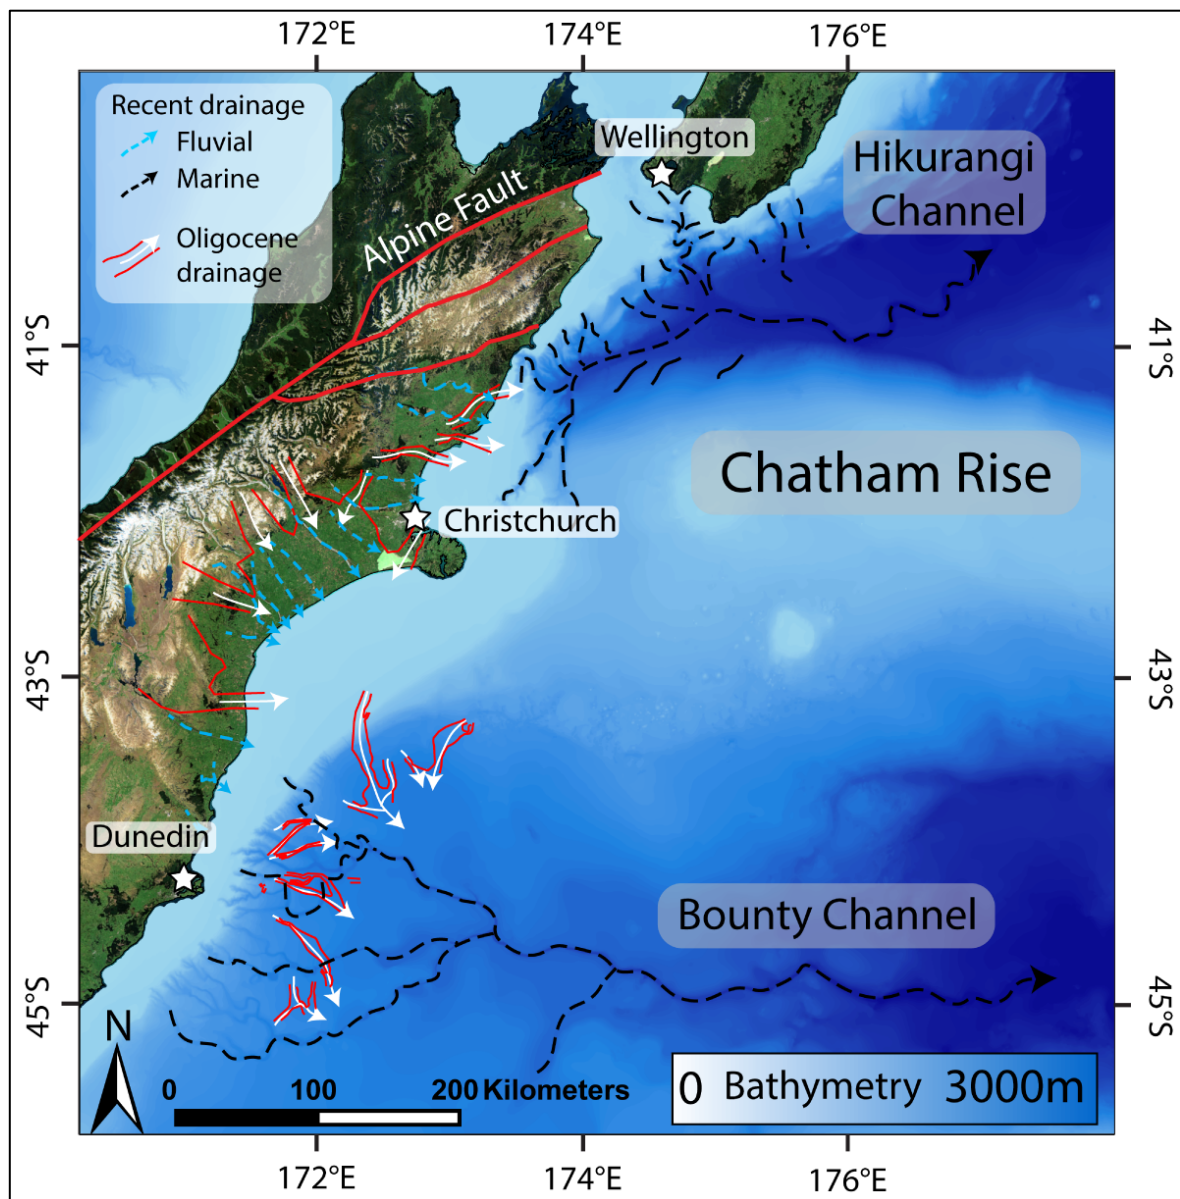 172°E 174°E 176°E
Recent drainage
Fluvial
Marine
Oligocene
drainage
Wellington
Hikurangi
Channel
Alpine Fault
41°S 41°S
Chatham Rise
Christchurch
43°S 43°S
Dunedin
Bounty Channel
45°S 45°S
N
0 100 200 Kilometers
0 Bathymetry 3000m
172°E 174°E 176°E